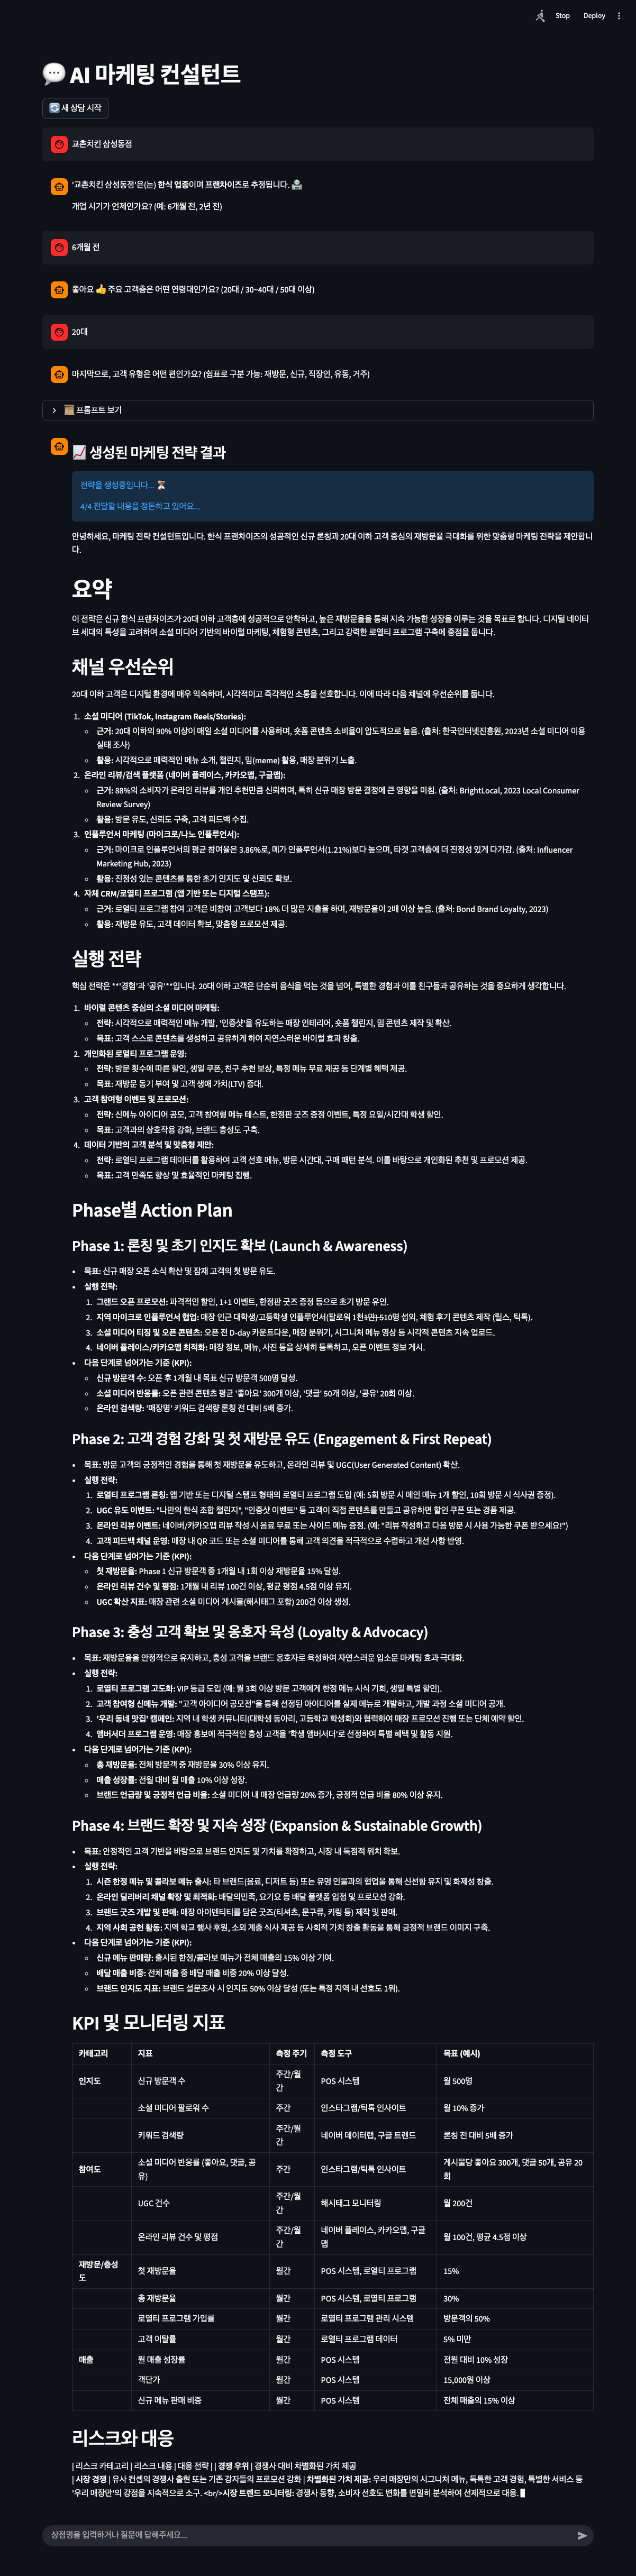 Stop Deploy
AI 마케팅 컨설턴트
새 상담 시작
교촌치킨 삼성동점
'교촌치킨 삼성동점'은(는) 한식 업종이며 프랜차이즈로 추정됩니다.
개업 시기가 언제인가요? (예: 6개월 전, 2년 전)
6개월 전
좋아요 👍 주요 고객층은 어떤 연령대인가요? (20대 / 30~40대 / 50대 이상)
20대
마지막으로, 고객 유형은 어떤 편인가요? (쉼표로 구분 가능: 재방문, 신규, 직장인, 유동, 거주)
프롬프트 보기
생성된 마케팅 전략 결과
전략을 생성중입니다... ⏳
4/4 전달할 내용을 정돈하고 있어요...
안녕하세요, 마케팅 전략 컨설턴트입니다. 한식 프랜차이즈의 성공적인 신규 론칭과 20대 이하 고객 중심의 재방문율 극대화를 위한 맞춤형 마케팅 전략을 제안합니
다.
요약
이 전략은 신규 한식 프랜차이즈가 20대 이하 고객층에 성공적으로 안착하고, 높은 재방문율을 통해 지속 가능한 성장을 이루는 것을 목표로 합니다. 디지털 네이티
브 세대의 특성을 고려하여 소셜 미디어 기반의 바이럴 마케팅, 체험형 콘텐츠, 그리고 강력한 로열티 프로그램 구축에 중점을 둡니다.
채널 우선순위
20대 이하 고객은 디지털 환경에 매우 익숙하며, 시각적이고 즉각적인 소통을 선호합니다. 이에 따라 다음 채널에 우선순위를 둡니다.
1. 소셜 미디어 (TikTok, Instagram Reels/Stories):
근거: 20대 이하의 90% 이상이 매일 소셜 미디어를 사용하며, 숏폼 콘텐츠 소비율이 압도적으로 높음. (출처: 한국인터넷진흥원, 2023년 소셜 미디어 이용
실태 조사)
활용: 시각적으로 매력적인 메뉴 소개, 챌린지, 밈(meme) 활용, 매장 분위기 노출.
2. 온라인 리뷰/검색 플랫폼 (네이버 플레이스, 카카오맵, 구글맵):
근거: 88%의 소비자가 온라인 리뷰를 개인 추천만큼 신뢰하며, 특히 신규 매장 방문 결정에 큰 영향을 미침. (출처: BrightLocal, 2023 Local Consumer
Review Survey)
활용: 방문 유도, 신뢰도 구축, 고객 피드백 수집.
3. 인플루언서 마케팅 (마이크로/나노 인플루언서):
근거: 마이크로 인플루언서의 평균 참여율은 3.86%로, 메가 인플루언서(1.21%)보다 높으며, 타겟 고객층에 더 진정성 있게 다가감. (출처: Influencer
Marketing Hub, 2023)
활용: 진정성 있는 콘텐츠를 통한 초기 인지도 및 신뢰도 확보.
4. 자체 CRM/로열티 프로그램 (앱 기반 또는 디지털 스탬프):
근거: 로열티 프로그램 참여 고객은 비참여 고객보다 18% 더 많은 지출을 하며, 재방문율이 2배 이상 높음. (출처: Bond Brand Loyalty, 2023)
활용: 재방문 유도, 고객 데이터 확보, 맞춤형 프로모션 제공.
실행 전략
핵심 전략은 **'경험'과 '공유'**입니다. 20대 이하 고객은 단순히 음식을 먹는 것을 넘어, 특별한 경험과 이를 친구들과 공유하는 것을 중요하게 생각합니다.
1. 바이럴 콘텐츠 중심의 소셜 미디어 마케팅:
전략: 시각적으로 매력적인 메뉴 개발, '인증샷'을 유도하는 매장 인테리어, 숏폼 챌린지, 밈 콘텐츠 제작 및 확산.
목표: 고객 스스로 콘텐츠를 생성하고 공유하게 하여 자연스러운 바이럴 효과 창출.
2. 개인화된 로열티 프로그램 운영:
전략: 방문 횟수에 따른 할인, 생일 쿠폰, 친구 추천 보상, 특정 메뉴 무료 제공 등 단계별 혜택 제공.
목표: 재방문 동기 부여 및 고객 생애 가치(LTV) 증대.
3. 고객 참여형 이벤트 및 프로모션:
전략: 신메뉴 아이디어 공모, 고객 참여형 메뉴 테스트, 한정판 굿즈 증정 이벤트, 특정 요일/시간대 학생 할인.
목표: 고객과의 상호작용 강화, 브랜드 충성도 구축.
4. 데이터 기반의 고객 분석 및 맞춤형 제안:
전략: 로열티 프로그램 데이터를 활용하여 고객 선호 메뉴, 방문 시간대, 구매 패턴 분석. 이를 바탕으로 개인화된 추천 및 프로모션 제공.
목표: 고객 만족도 향상 및 효율적인 마케팅 집행.
Phase별 Action Plan
Phase 1: 론칭 및 초기 인지도 확보 (Launch & Awareness)
목표: 신규 매장 오픈 소식 확산 및 잠재 고객의 첫 방문 유도.
실행 전략:
1. 그랜드 오픈 프로모션: 파격적인 할인, 1+1 이벤트, 한정판 굿즈 증정 등으로 초기 방문 유인.
2. 지역 마이크로 인플루언서 협업: 매장 인근 대학생/고등학생 인플루언서(팔로워 1천1만) 510명 섭외, 체험 후기 콘텐츠 제작 (릴스, 틱톡).
3. 소셜 미디어 티징 및 오픈 콘텐츠: 오픈 전 D-day 카운트다운, 매장 분위기, 시그니처 메뉴 영상 등 시각적 콘텐츠 지속 업로드.
4. 네이버 플레이스/카카오맵 최적화: 매장 정보, 메뉴, 사진 등을 상세히 등록하고, 오픈 이벤트 정보 게시.
다음 단계로 넘어가는 기준 (KPI):
신규 방문객 수: 오픈 후 1개월 내 목표 신규 방문객 500명 달성.
소셜 미디어 반응률: 오픈 관련 콘텐츠 평균 '좋아요' 300개 이상, '댓글' 50개 이상, '공유' 20회 이상.
온라인 검색량: '매장명' 키워드 검색량 론칭 전 대비 5배 증가.
Phase 2: 고객 경험 강화 및 첫 재방문 유도 (Engagement & First Repeat)
목표: 방문 고객의 긍정적인 경험을 통해 첫 재방문을 유도하고, 온라인 리뷰 및 UGC(User Generated Content) 확산.
실행 전략:
1. 로열티 프로그램 론칭: 앱 기반 또는 디지털 스탬프 형태의 로열티 프로그램 도입 (예: 5회 방문 시 메인 메뉴 1개 할인, 10회 방문 시 식사권 증정).
2. UGC 유도 이벤트: "나만의 한식 조합 챌린지", "인증샷 이벤트" 등 고객이 직접 콘텐츠를 만들고 공유하면 할인 쿠폰 또는 경품 제공.
3. 온라인 리뷰 이벤트: 네이버/카카오맵 리뷰 작성 시 음료 무료 또는 사이드 메뉴 증정. (예: "리뷰 작성하고 다음 방문 시 사용 가능한 쿠폰 받으세요!")
4. 고객 피드백 채널 운영: 매장 내 QR 코드 또는 소셜 미디어를 통해 고객 의견을 적극적으로 수렴하고 개선 사항 반영.
다음 단계로 넘어가는 기준 (KPI):
첫 재방문율: Phase 1 신규 방문객 중 1개월 내 1회 이상 재방문율 15% 달성.
온라인 리뷰 건수 및 평점: 1개월 내 리뷰 100건 이상, 평균 평점 4.5점 이상 유지.
UGC 확산 지표: 매장 관련 소셜 미디어 게시물(해시태그 포함) 200건 이상 생성.
Phase 3: 충성 고객 확보 및 옹호자 육성 (Loyalty & Advocacy)
목표: 재방문율을 안정적으로 유지하고, 충성 고객을 브랜드 옹호자로 육성하여 자연스러운 입소문 마케팅 효과 극대화.
실행 전략:
1. 로열티 프로그램 고도화: VIP 등급 도입 (예: 월 3회 이상 방문 고객에게 한정 메뉴 시식 기회, 생일 특별 할인).
2. 고객 참여형 신메뉴 개발: "고객 아이디어 공모전"을 통해 선정된 아이디어를 실제 메뉴로 개발하고, 개발 과정 소셜 미디어 공개.
3. '우리 동네 맛집' 캠페인: 지역 내 학생 커뮤니티(대학생 동아리, 고등학교 학생회)와 협력하여 매장 프로모션 진행 또는 단체 예약 할인.
4. 앰버서더 프로그램 운영: 매장 홍보에 적극적인 충성 고객을 '학생 앰버서더'로 선정하여 특별 혜택 및 활동 지원.
다음 단계로 넘어가는 기준 (KPI):
총 재방문율: 전체 방문객 중 재방문율 30% 이상 유지.
매출 성장률: 전월 대비 월 매출 10% 이상 성장.
브랜드 언급량 및 긍정적 언급 비율: 소셜 미디어 내 매장 언급량 20% 증가, 긍정적 언급 비율 80% 이상 유지.
Phase 4: 브랜드 확장 및 지속 성장 (Expansion & Sustainable Growth)
목표: 안정적인 고객 기반을 바탕으로 브랜드 인지도 및 가치를 확장하고, 시장 내 독점적 위치 확보.
실행 전략:
1. 시즌 한정 메뉴 및 콜라보 메뉴 출시: 타 브랜드(음료, 디저트 등) 또는 유명 인물과의 협업을 통해 신선함 유지 및 화제성 창출.
2. 온라인 딜리버리 채널 확장 및 최적화: 배달의민족, 요기요 등 배달 플랫폼 입점 및 프로모션 강화.
3. 브랜드 굿즈 개발 및 판매: 매장 아이덴티티를 담은 굿즈(티셔츠, 문구류, 키링 등) 제작 및 판매.
4. 지역 사회 공헌 활동: 지역 학교 행사 후원, 소외 계층 식사 제공 등 사회적 가치 창출 활동을 통해 긍정적 브랜드 이미지 구축.
다음 단계로 넘어가는 기준 (KPI):
신규 메뉴 판매량: 출시된 한정/콜라보 메뉴가 전체 매출의 15% 이상 기여.
배달 매출 비중: 전체 매출 중 배달 매출 비중 20% 이상 달성.
브랜드 인지도 지표: 브랜드 설문조사 시 인지도 50% 이상 달성 (또는 특정 지역 내 선호도 1위).
KPI 및 모니터링 지표
카테고리 지표 측정 주기 측정 도구 목표 (예시)
인지도 신규 방문객 수 주간/월간 POS 시스템 월 500명
소셜 미디어 팔로워 수 주간 인스타그램/틱톡 인사이트 월 10% 증가
키워드 검색량 주간/월간 네이버 데이터랩, 구글 트렌드 론칭 전 대비 5배 증가
참여도 소셜 미디어 반응률 (좋아요, 댓글, 공유) 주간 인스타그램/틱톡 인사이트 게시물당 좋아요 300개, 댓글 50개, 공유 20회
UGC 건수 주간/월간 해시태그 모니터링 월 200건
온라인 리뷰 건수 및 평점 주간/월간 네이버 플레이스, 카카오맵, 구글맵 월 100건, 평균 4.5점 이상
재방문/충성도 첫 재방문율 월간 POS 시스템, 로열티 프로그램 15%
총 재방문율 월간 POS 시스템, 로열티 프로그램 30%
로열티 프로그램 가입률 월간 로열티 프로그램 관리 시스템 방문객의 50%
고객 이탈률 월간 로열티 프로그램 데이터 5% 미만
매출 월 매출 성장률 월간 POS 시스템 전월 대비 10% 성장
객단가 월간 POS 시스템 15,000원 이상
신규 메뉴 판매 비중 월간 POS 시스템 전체 매출의 15% 이상
리스크와 대응
| 리스크 카테고리 | 리스크 내용 | 대응 전략 | | 경쟁 우위 | 경쟁사 대비 차별화된 가치 제공
| 시장 경쟁 | 유사 컨셉의 경쟁사 출현 또는 기존 강자들의 프로모션 강화 | 차별화된 가치 제공: 우리 매장만의 시그니처 메뉴, 독특한 고객 경험, 특별한 서비스 등
'우리 매장만'의 강점을 지속적으로 소구. <br/>시장 트렌드 모니터링: 경쟁사 동향, 소비자 선호도 변화를 면밀히 분석하여 선제적으로 대응.
상점명을 입력하거나 질문에 답해주세요...